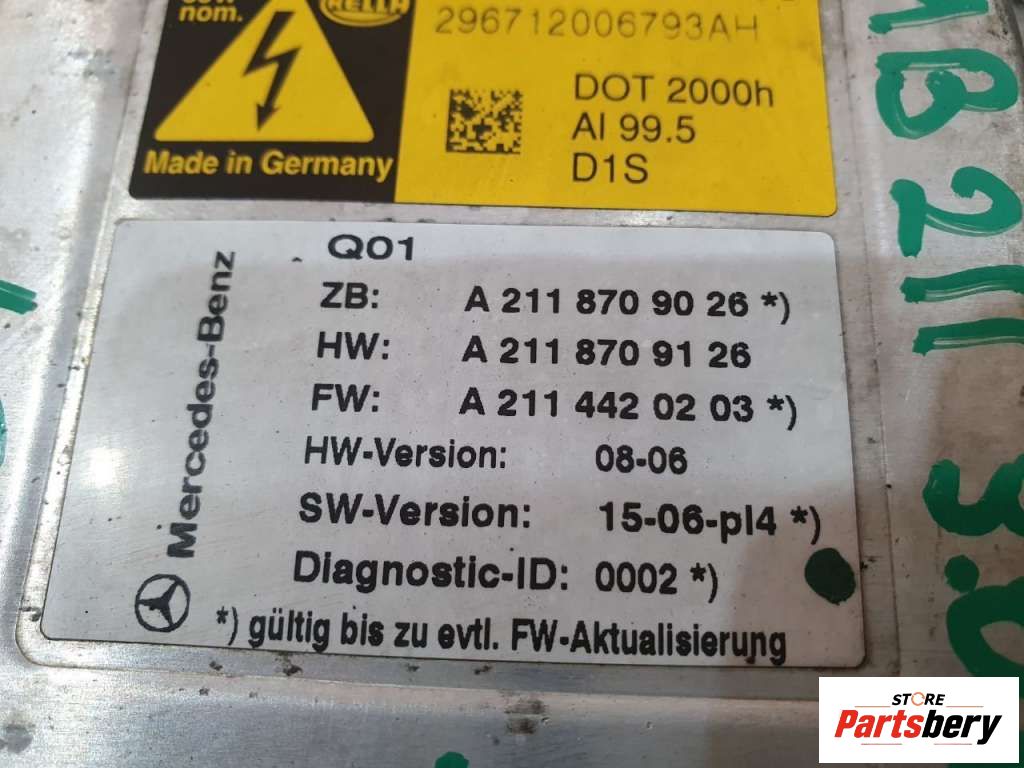 nom.
HELLA
296712006793AH
DOT 2000h
AI 99.5
D1S
Made in Germany
Mercedes-Benz
Q01
ZB: A 211 870 90 26 *)
HW: A 211 870 91 26
FW: A 211 442 02 03 *)
HW-Version: 08-06
SW-Version: 15-06-pl4 *)
Diagnostic-ID: 0002 *)
*) gültig bis zu evtl. FW-Aktualisierung
MB211
STORE
Partsbery